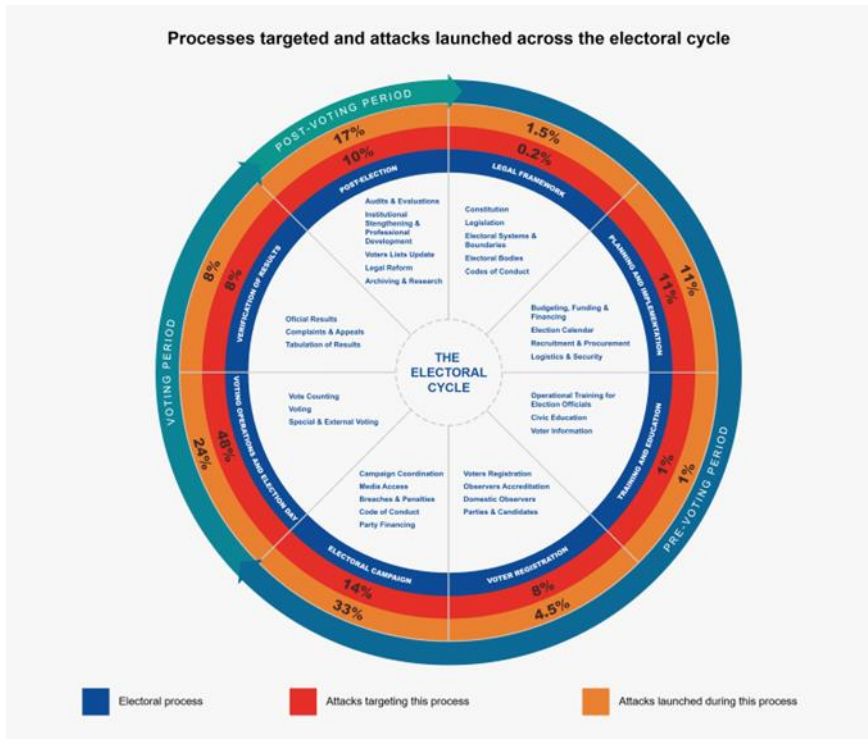 Processes targeted and attacks launched across the electoral cycle
POST-VOTING PERIOD
17%
10%
POST-ELECTION
Audits & Evaluations
Institutional
Stengthening &
Professional
Development
Voters Lists Update
Legal Reform
Archiving & Research
1.5%
0.2%
LEGAL FRAMEWORK
Constitution
Legislation
Electoral Systems &
Boundaries
Electoral Bodies
Codes of Conduct
11%
11%
PLANNING AND IMPLEMENTATION
Budgeting, Funding &
Financing
Election Calendar
Recruitment & Procurement
Logistics & Security
PRE-VOTING PERIOD
1%
1%
TRAINING AND EDUCATION
Operational Training for
Election Officials
Civic Education
Voter Information
Voters Registration
Observers Accreditation
Domestic Observers
Parties & Candidates
VOTER REGISTRATION
8%
4.5%
Campaign Coordination
Media Access
Breaches & Penalties
Code of Conduct
Party Financing
ELECTORAL CAMPAIGN
14%
33%
VOTING PERIOD
24%
48%
VOTING OPERATIONS AND ELECTION DAY
Vote Counting
Voting
Special & External Voting
8%
8%
VERIFICATION OF RESULTS
Oficial Results
Complaints & Appeals
Tabulation of Results
THE
ELECTORAL
CYCLE
Electoral process
Attacks targeting this process
Attacks launched during this process